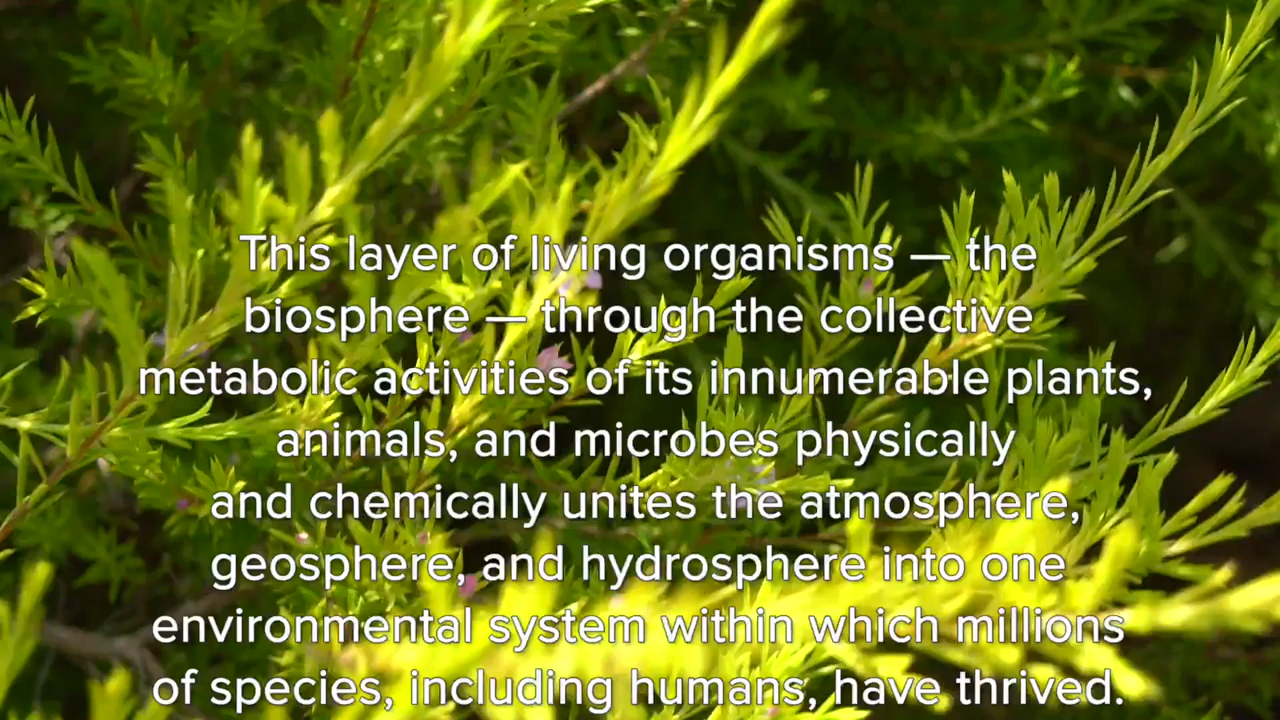 This layer of living organisms — the
biosphere — through the collective
metabolic activities of its innumerable plants,
animals, and microbes physically
and chemically unites the atmosphere,
geosphere, and hydrosphere into one
environmental system within which millions
of species, including humans, have thrived.